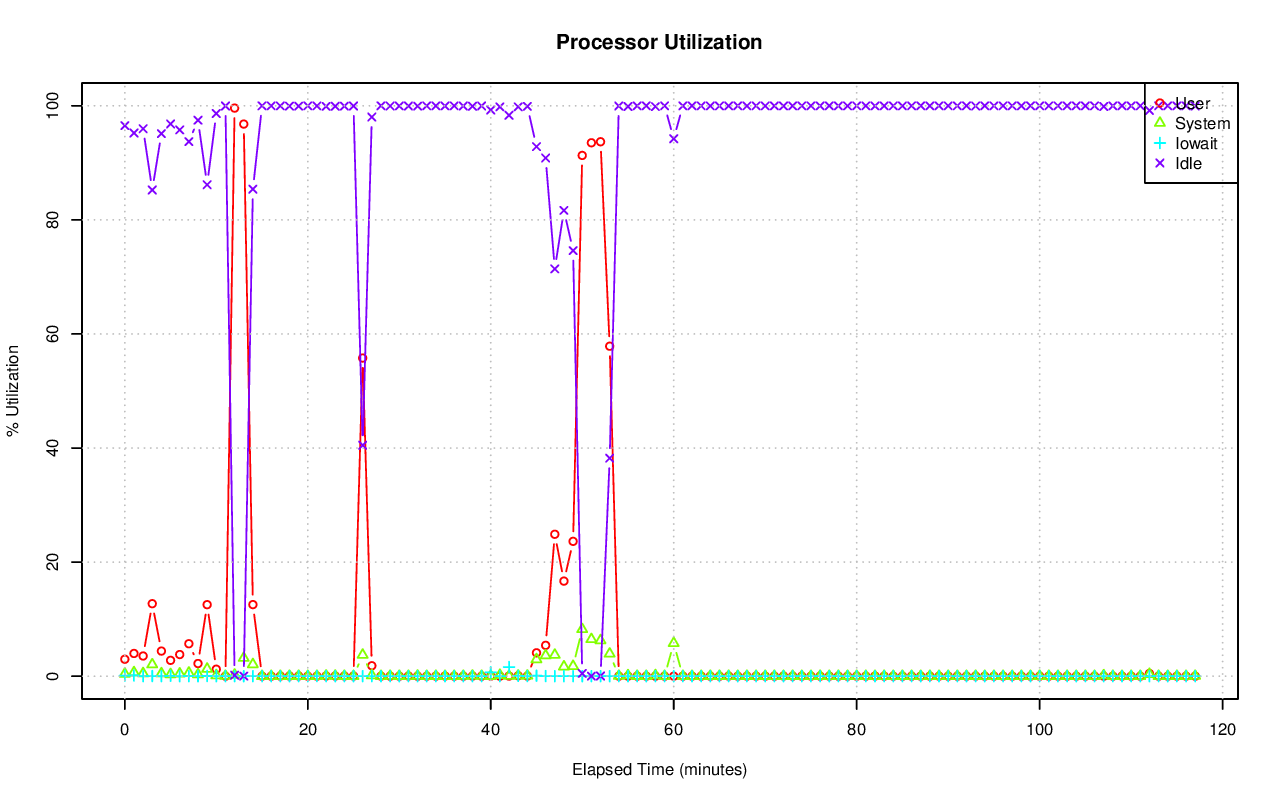 Processor Utilization
% Utilization
100
80
60
40
20
0
User
System
Iowait
Idle
0 20 40 60 80 100 120
Elapsed Time (minutes)